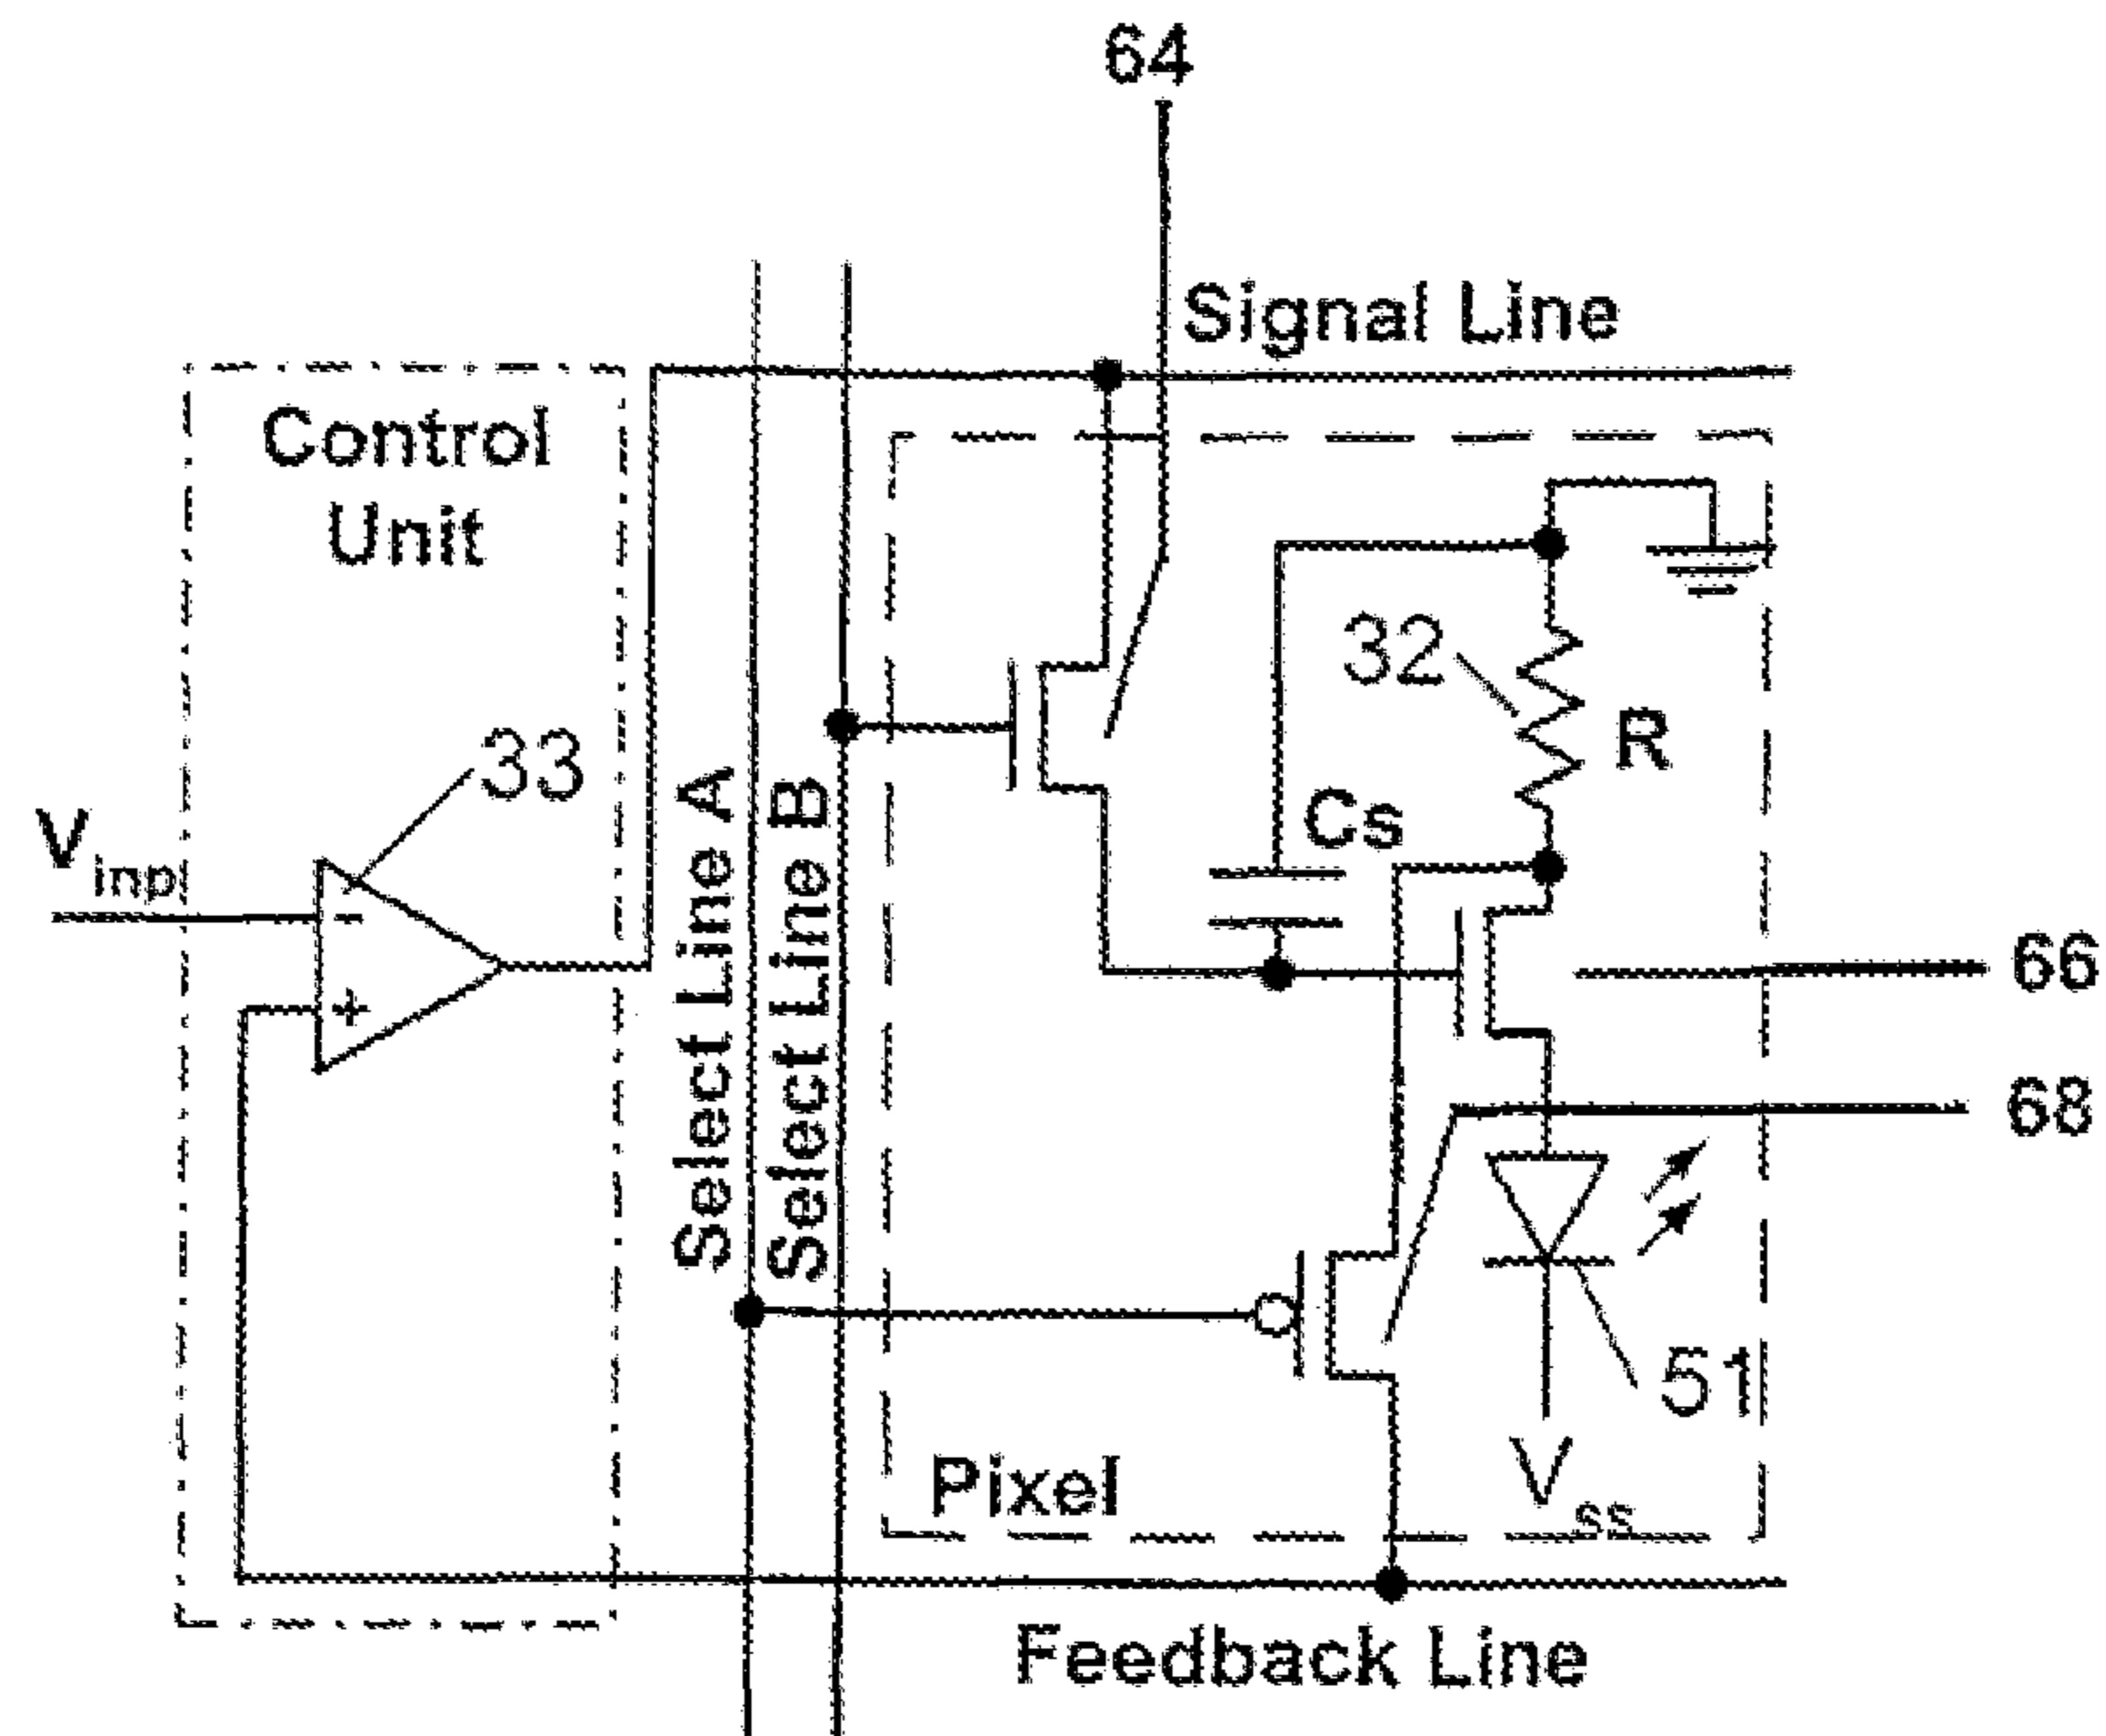 64
Signal Line
Control
Unit
32
R
33
Cs
V inp
-
+
Select Line A
Select Line B
66
68
51
Vss
Pixel
Feedback Line